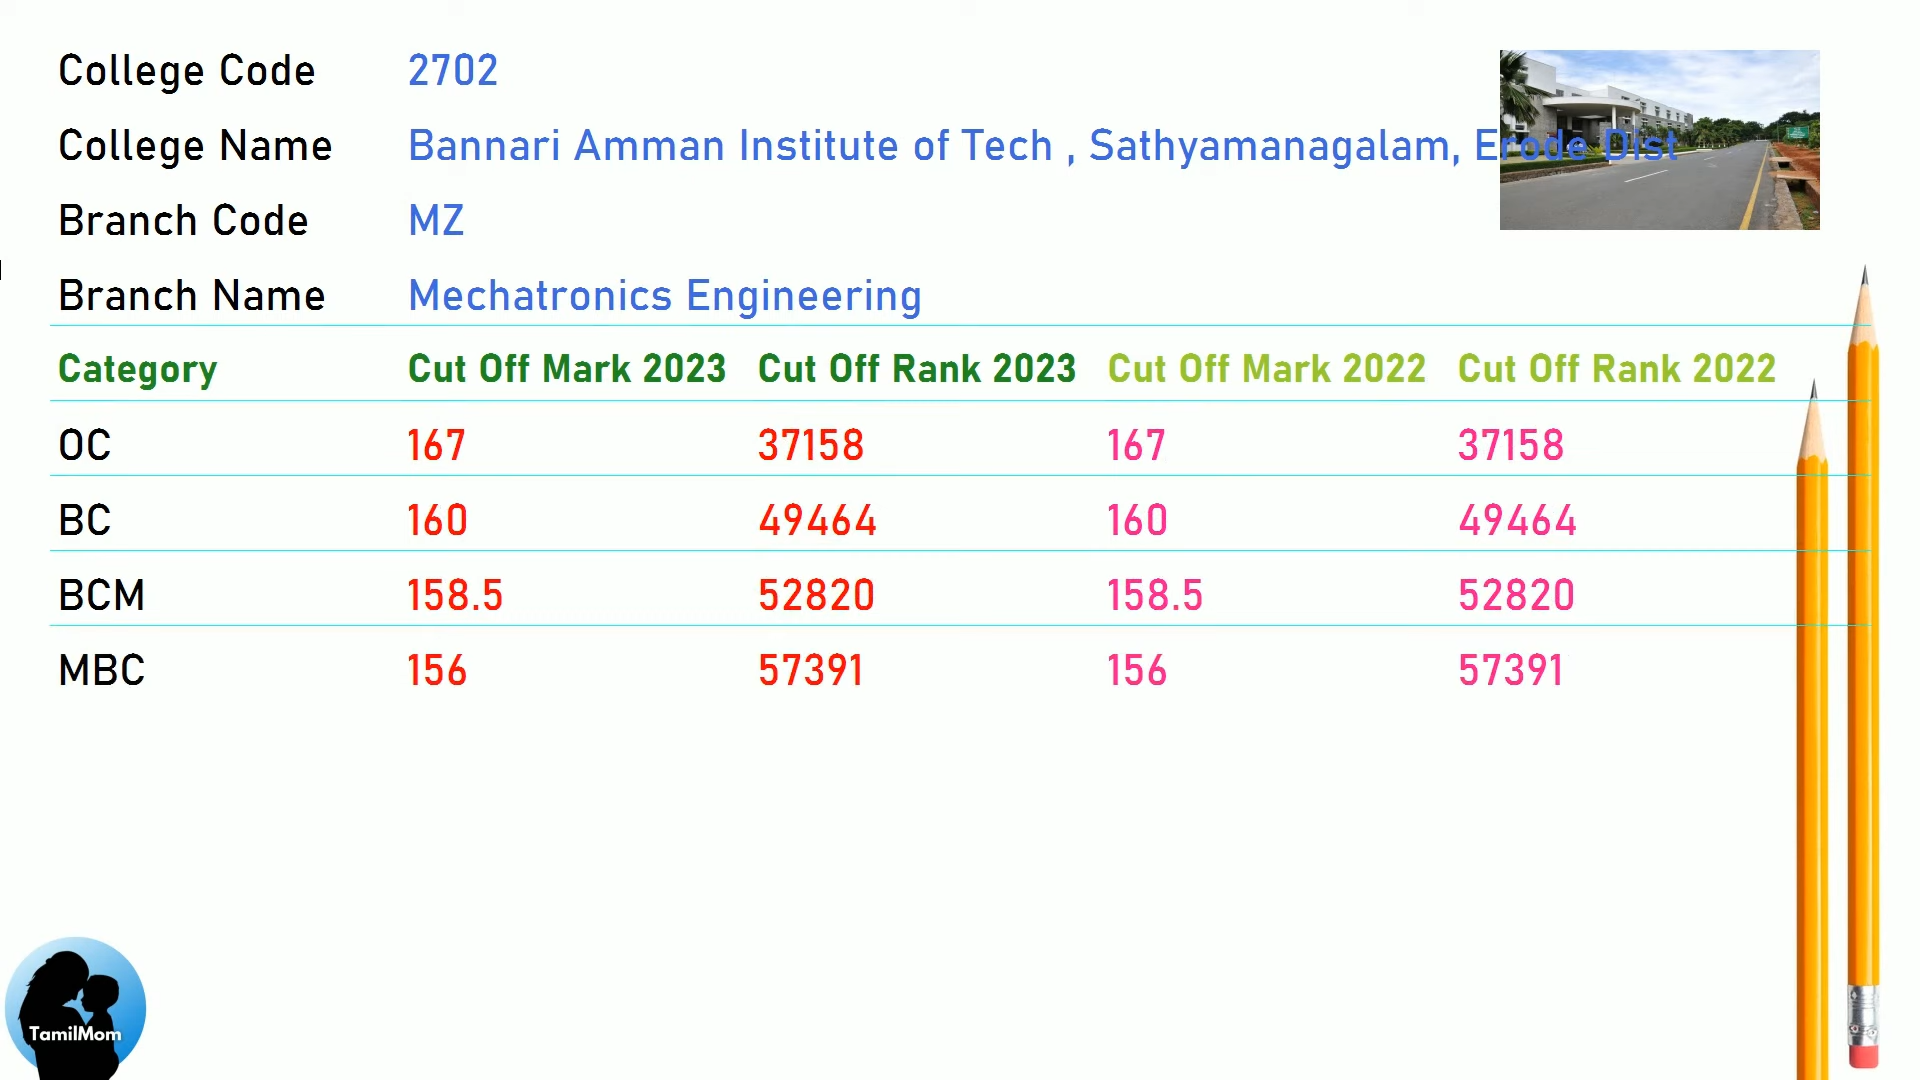 College Code 2702
College Name Bannari Amman Institute of Tech , Sathyamanagalam, Erode Dist
Branch Code MZ
Branch Name Mechatronics Engineering
Category Cut Off Mark 2023 Cut Off Rank 2023 Cut Off Mark 2022 Cut Off Rank 2022
OC 167 37158 167 37158
BC 160 49464 160 49464
BCM 158.5 52820 158.5 52820
MBC 156 57391 156 57391
TamilMom